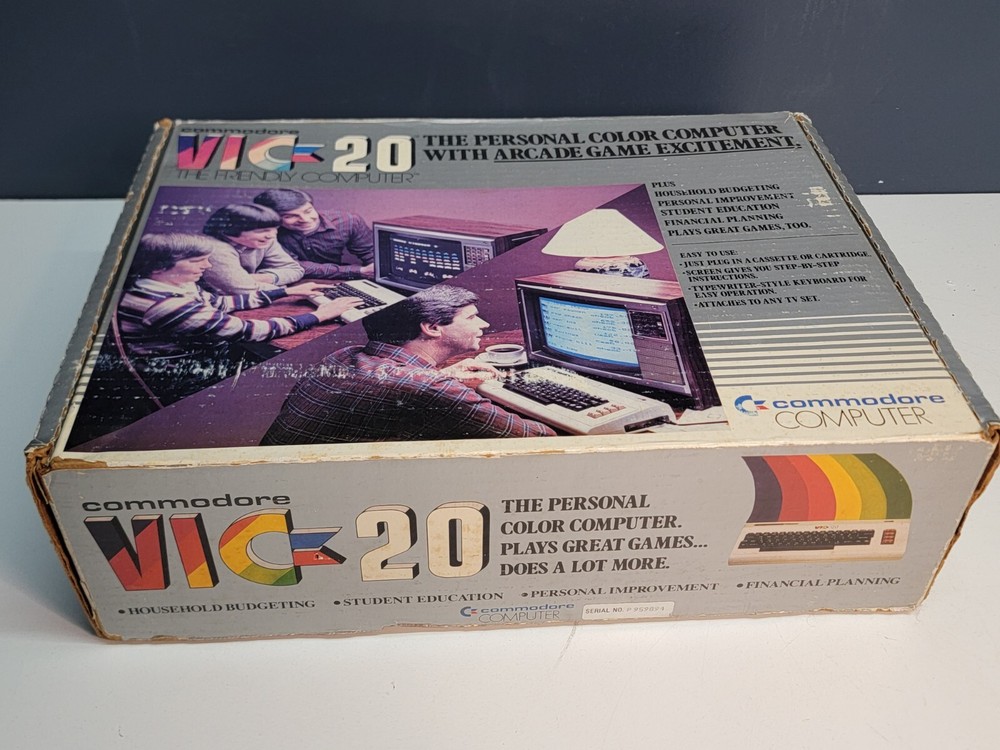 commodore
VIC-20
THE FRIENDLY COMPUTER
THE PERSONAL COLOR COMPUTER
WITH ARCADE GAME EXCITEMENT.
PLUS
HOUSEHOLD BUDGETING
PERSONAL IMPROVEMENT
STUDENT EDUCATION
FINANCIAL PLANNING
PLAYS GREAT GAMES, TOO.
EASY TO USE:
•JUST PLUG IN A CASSETTE OR CARTRIDGE
•SCREEN GIVES YOU STEP-BY-STEP
INSTRUCTIONS.
•TYPEWRITER-STYLE KEYBOARD FOR
EASY OPERATION.
•ATTACHES TO ANY TV SET.
commodore
COMPUTER
commodore
VIC-20
THE PERSONAL
COLOR COMPUTER.
PLAYS GREAT GAMES...
DOES A LOT MORE.
•HOUSEHOLD BUDGETING •STUDENT EDUCATION •PERSONAL IMPROVEMENT •FINANCIAL PLANNING
commodore
COMPUTER
SERIAL NO.